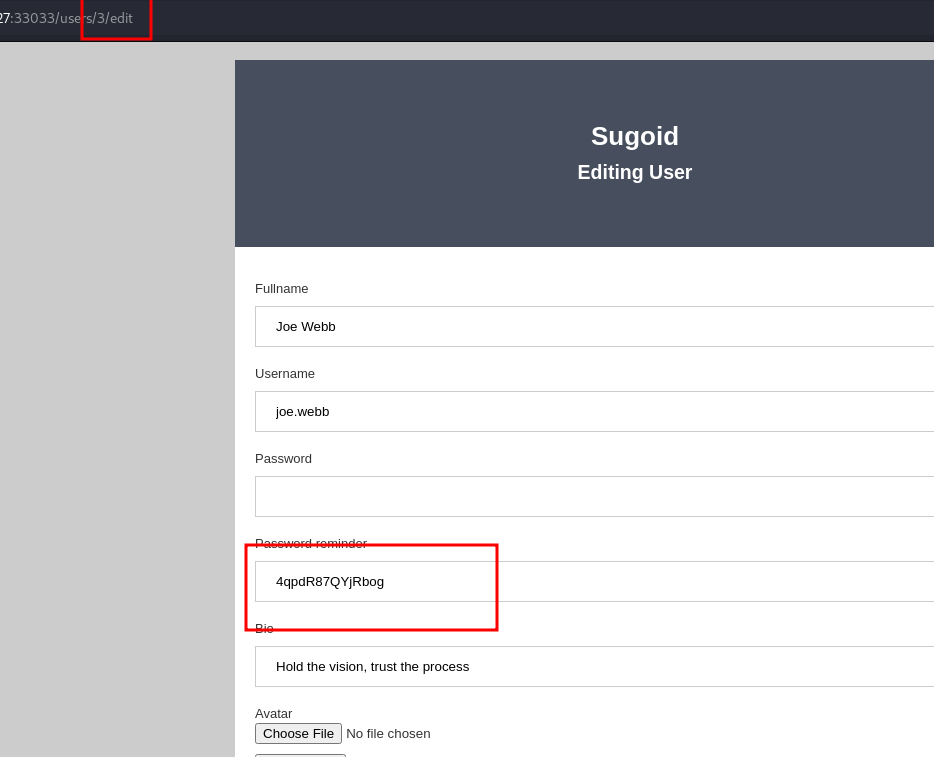 27:33033/users/3/edit
Sugoid
Editing User
Fullname
Joe Webb
Username
joe.webb
Password
Password reminder
4qpdR87QYjRbog
Bio
Hold the vision, trust the process
Avatar
Choose File No file chosen